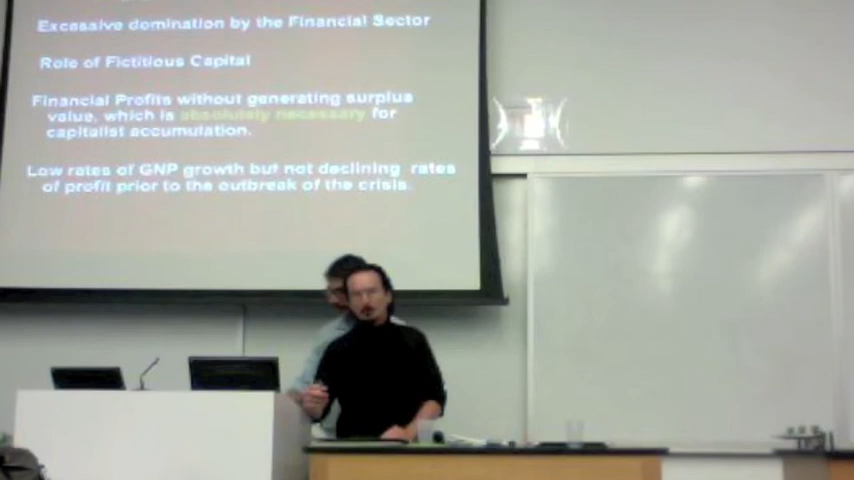 Excessive domination by the Financial Sector
Role of Fictitious Capital
Financial Profits without generating surplus
value, which is absolutely necessary for
capitalist accumulation.
Low rates of GNP growth but not declining rates
of profit prior to the outbreak of the crisis.